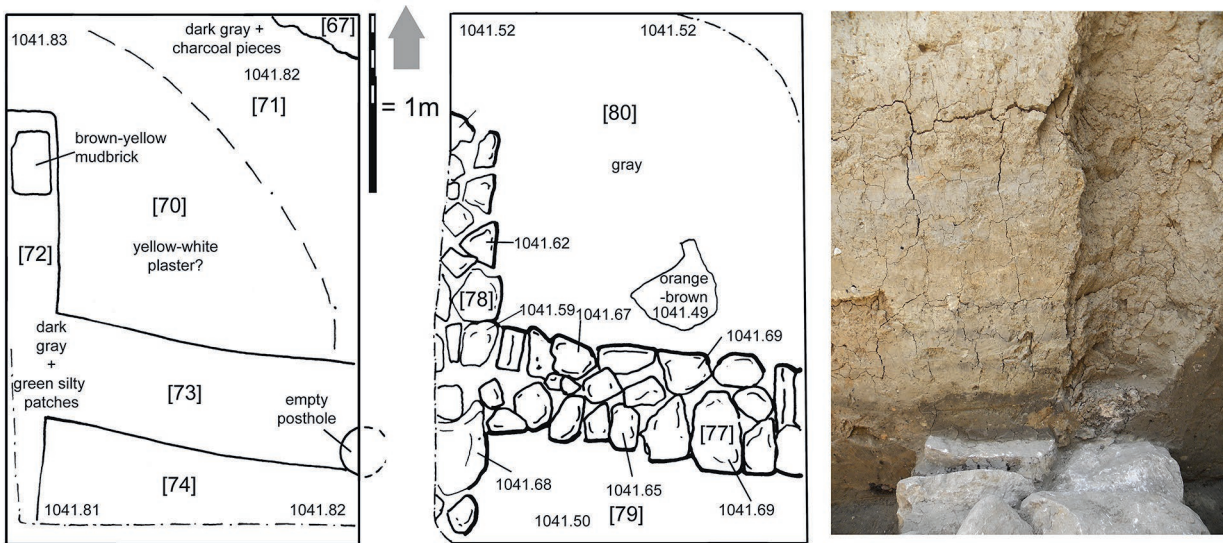 1041.83
dark gray +
charcoal pieces
[67]
1041.82
[71]
brown-yellow
mudbrick
[70]
yellow-white
plaster?
[72]
dark
gray
+
green silty
patches
[73]
empty
posthole
[74]
1041.81
1041.82
= 1m
1041.52
1041.52
[80]
gray
1041.62
orange
-brown
1041.49
[78]
1041.59
1041.67
1041.69
[77]
1041.68
1041.65
1041.69
1041.50
[79]